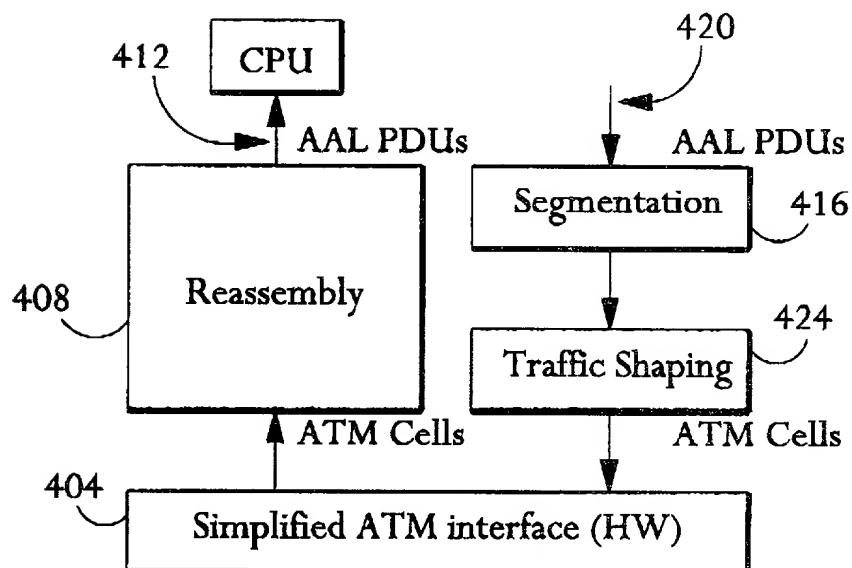 420
412
CPU
AAL PDUs
AAL PDUs
Segmentation
416
408
Reassembly
424
Traffic Shaping
ATM Cells
ATM Cells
404
Simplified ATM interface (HW)